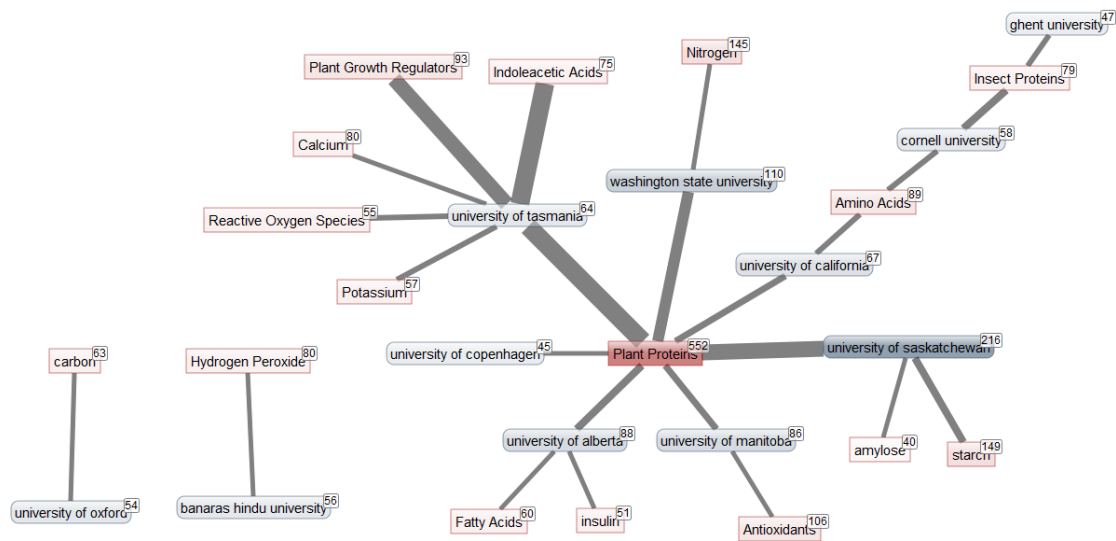 ghent university 47
Nitrogen 145
Plant Growth Regulators 93
Indoleacetic Acids 75
Insect Proteins 79
Calcium 80
cornell university 58
washington state university 110
Amino Acids 89
Reactive Oxygen Species 55
university of tasmania 64
university of california 67
Potassium 57
carbon 63
Hydrogen Peroxide 80
university of copenhagen 45
Plant Proteins 552
university of saskatchewan 216
university of alberta 88
university of manitoba 86
amylose 40
starch 149
university of oxford 54
banaras hindu university 56
Fatty Acids 60
insulin 51
Antioxidants 106